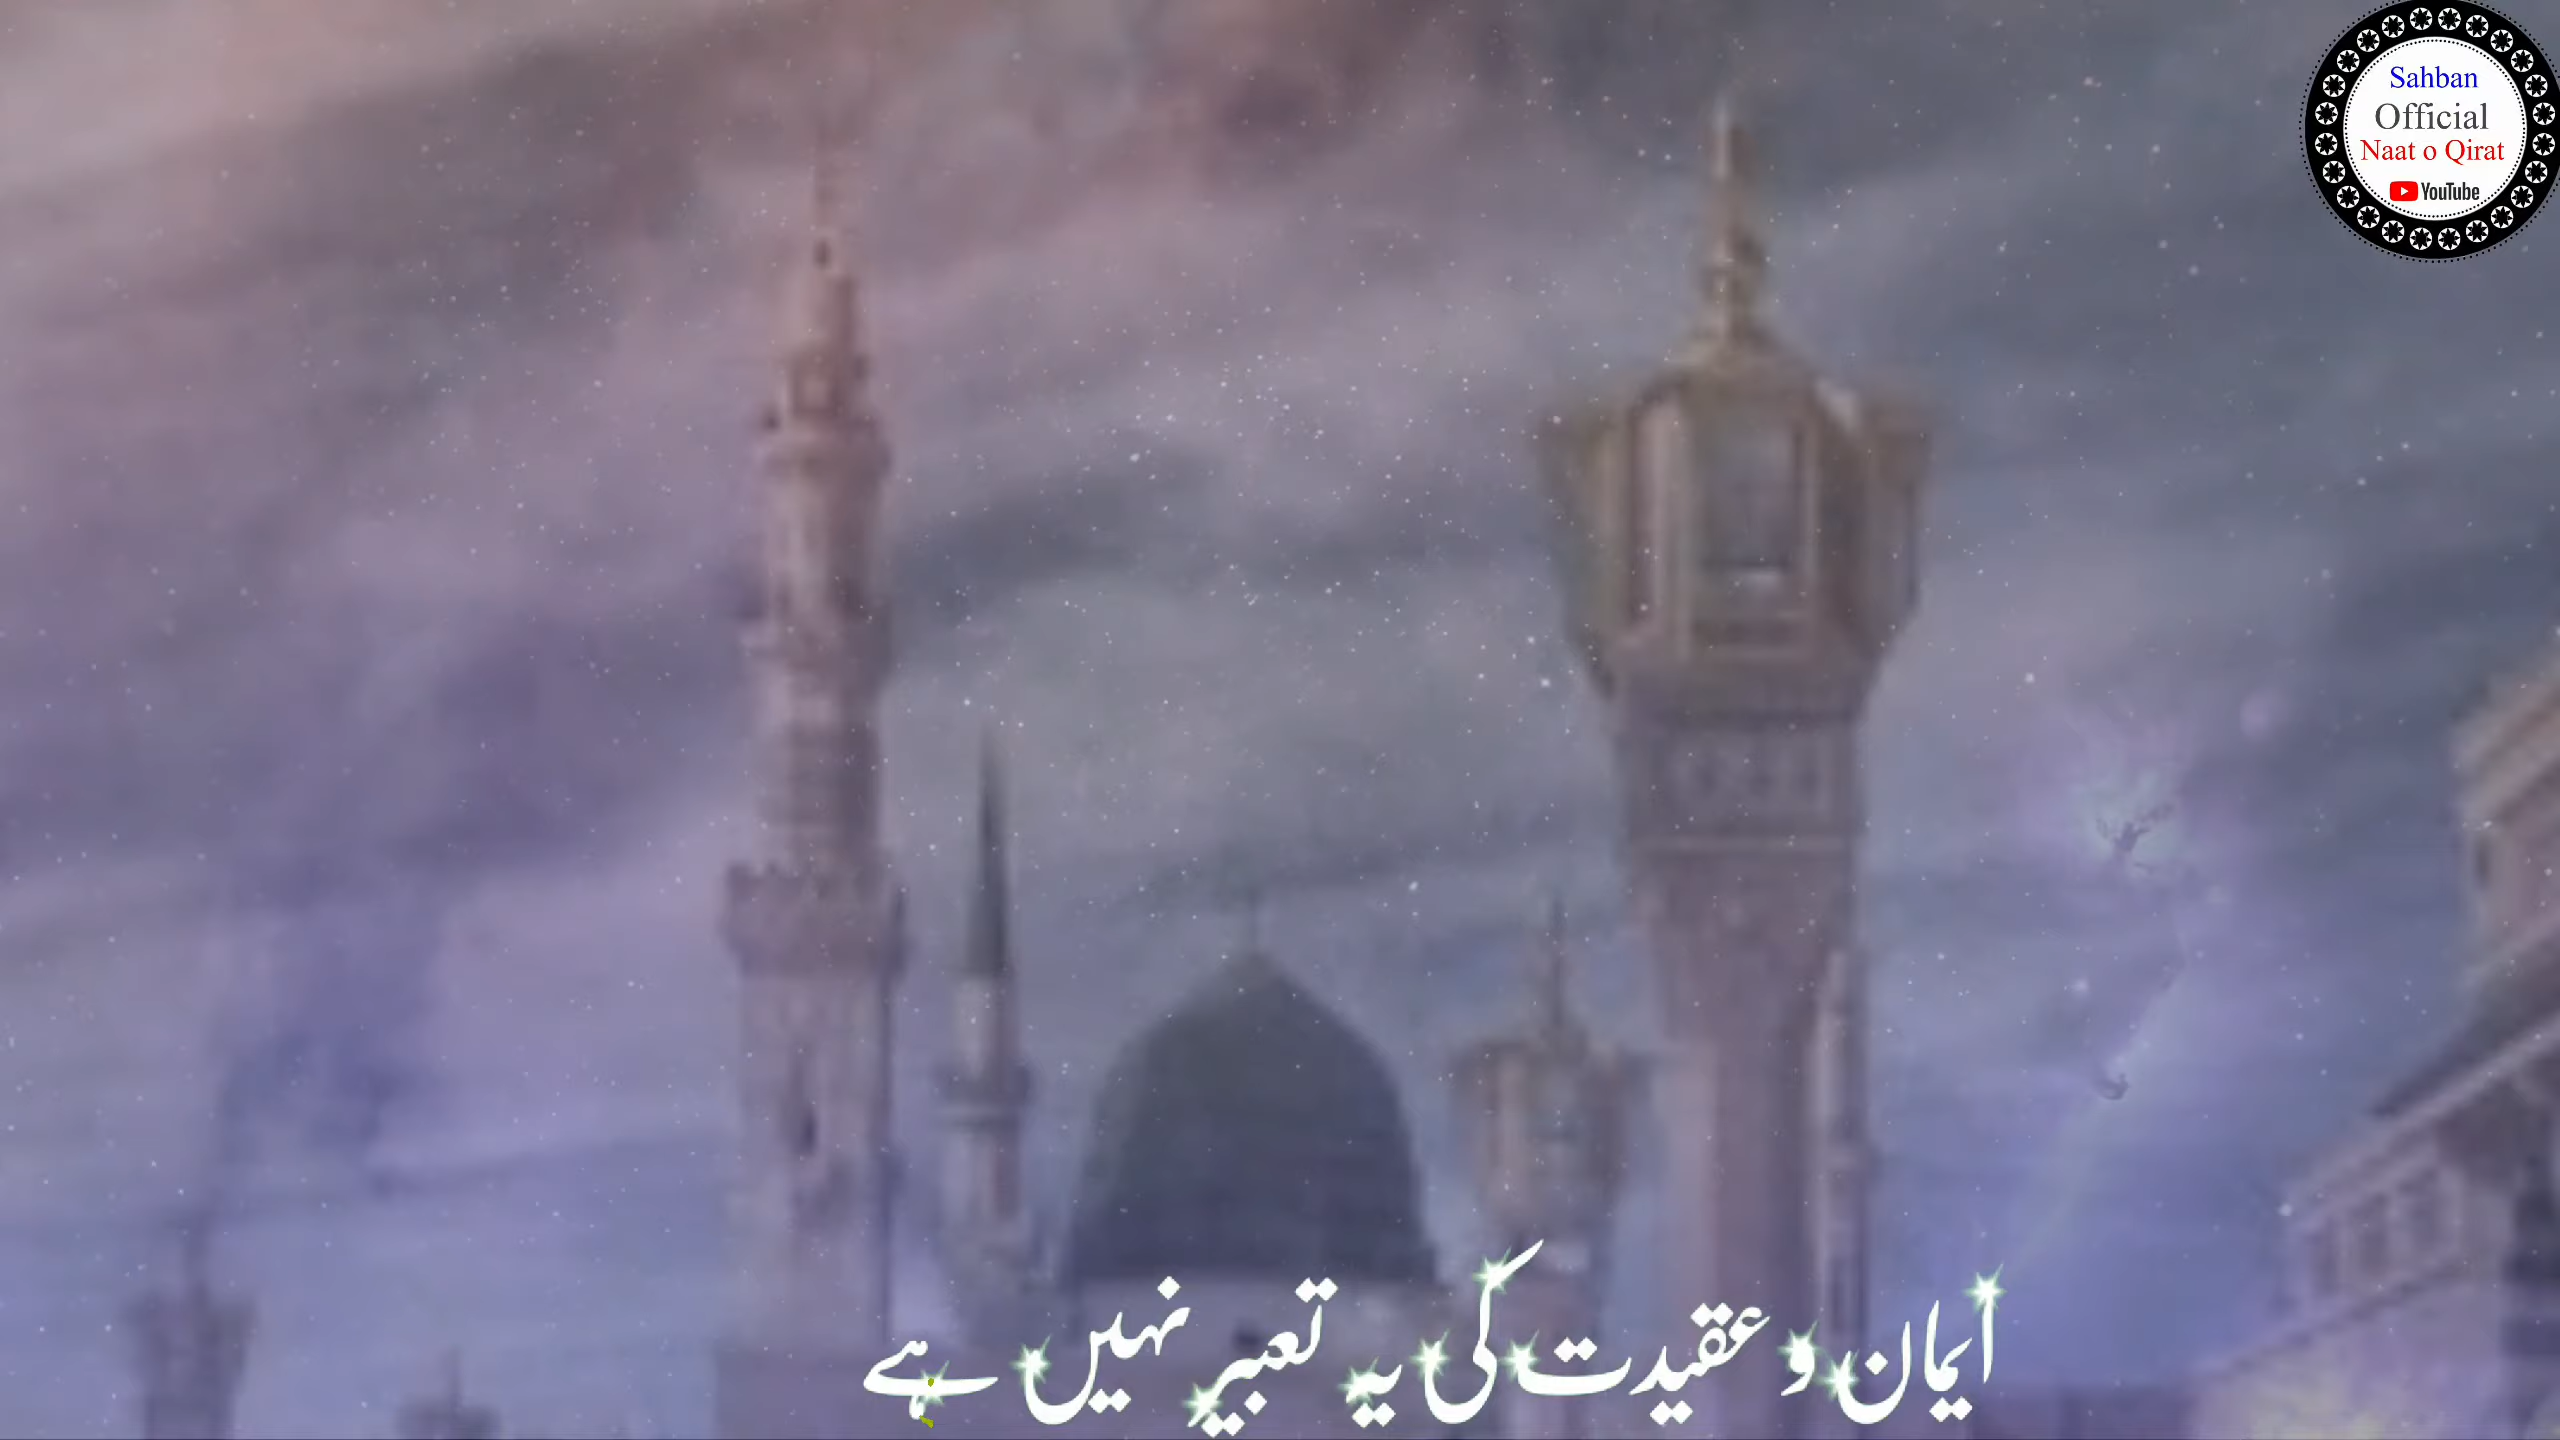 Sahban
Official
Naat o Qirat
YouTube
ایمان و عقیدت کی یہ تعبیر نہیں ہے